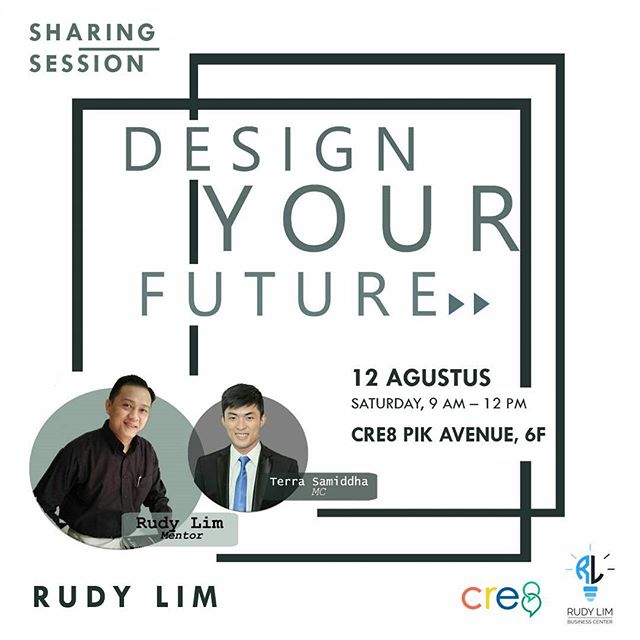 SHARING
SESSION
DESIGN
YOUR
FUTURE
12 AGUSTUS
SATURDAY, 9 AM – 12 PM
CRE8 PIK AVENUE, 6F
Terra Samiddha
MC
Rudy Lim
Mentor
RUDY LIM
cre8
RL
RUDY LIM
BUSINESS CENTER